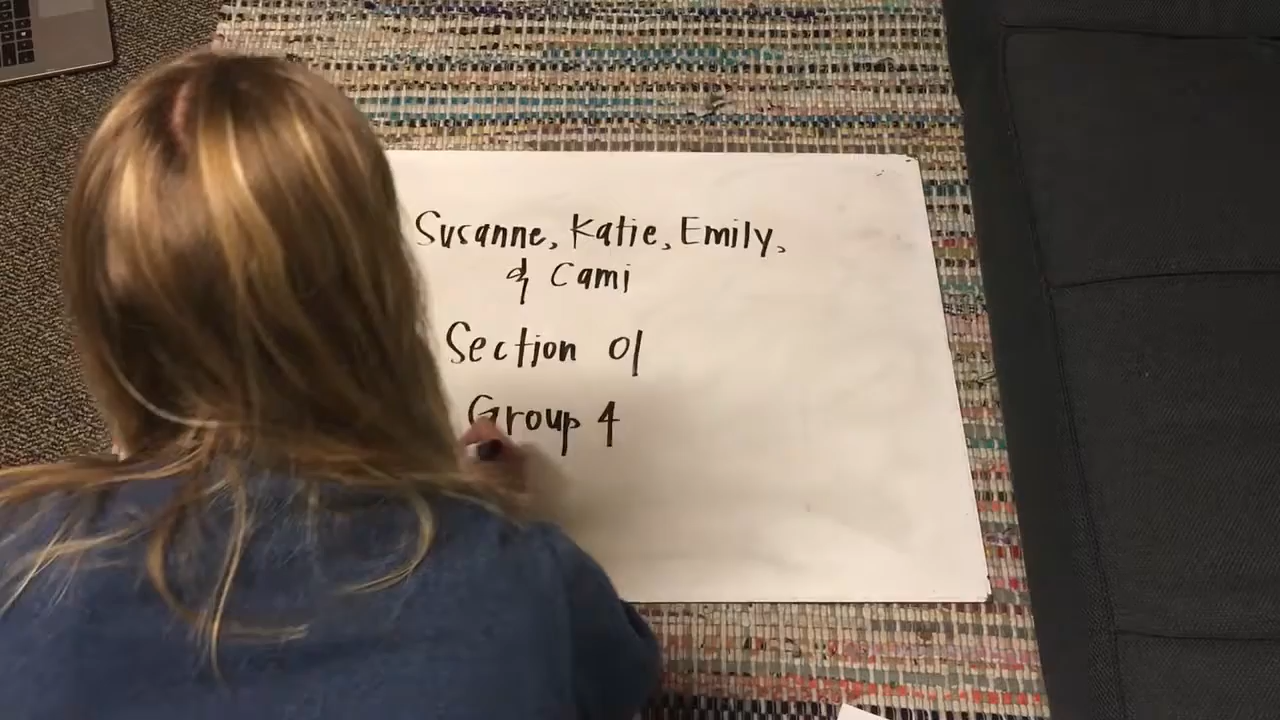 Susanne, Katie, Emily,
& Cami
Section 01
Group 4